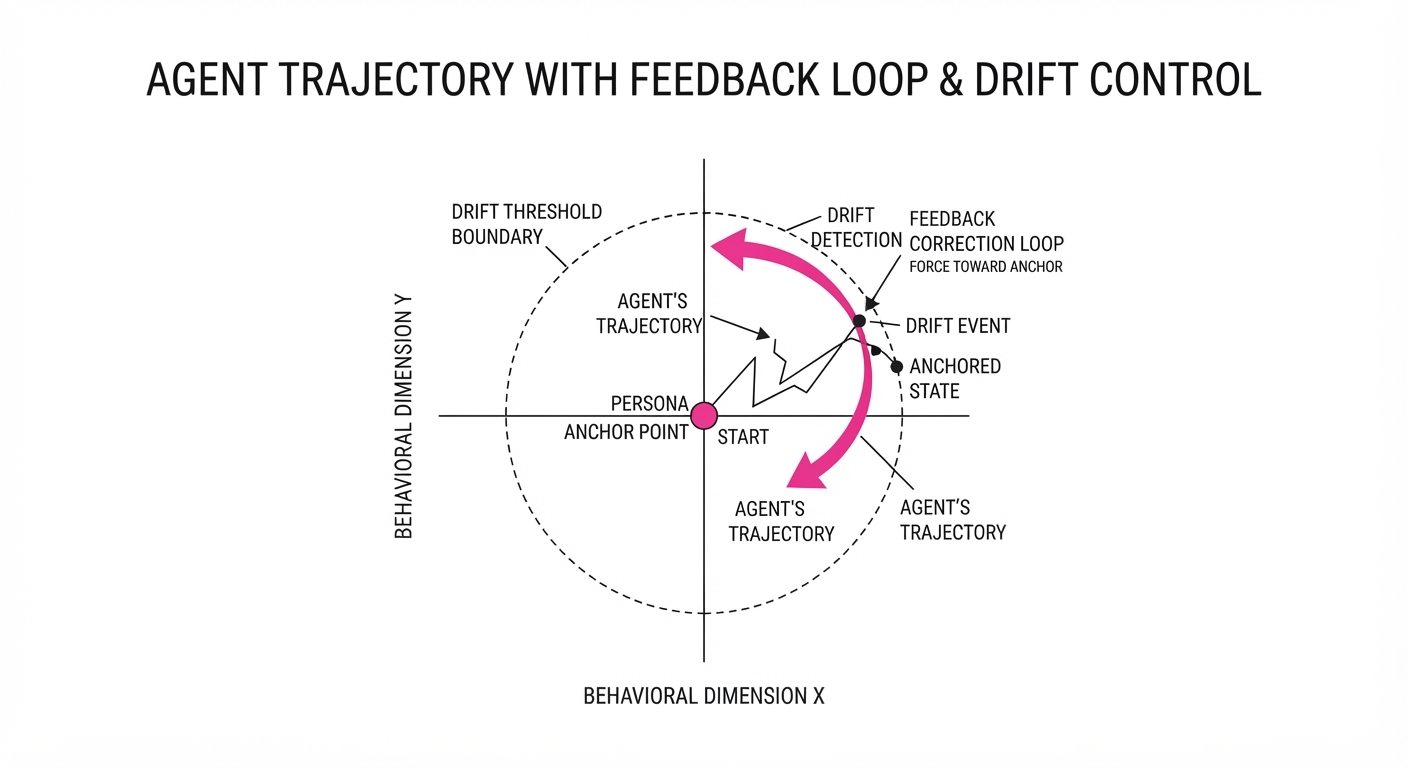 AGENT TRAJECTORY WITH FEEDBACK LOOP & DRIFT CONTROL
DRIFT THRESHOLD
BOUNDARY
DRIFT
DETECTION
FEEDBACK
CORRECTION LOOP
FORCE TOWARD ANCHOR
AGENT'S
TRAJECTORY
DRIFT EVENT
ANCHORED
STATE
PERSONA
ANCHOR POINT
START
AGENT'S
TRAJECTORY
AGENT'S
TRAJECTORY
BEHAVIORAL DIMENSION Y
BEHAVIORAL DIMENSION X